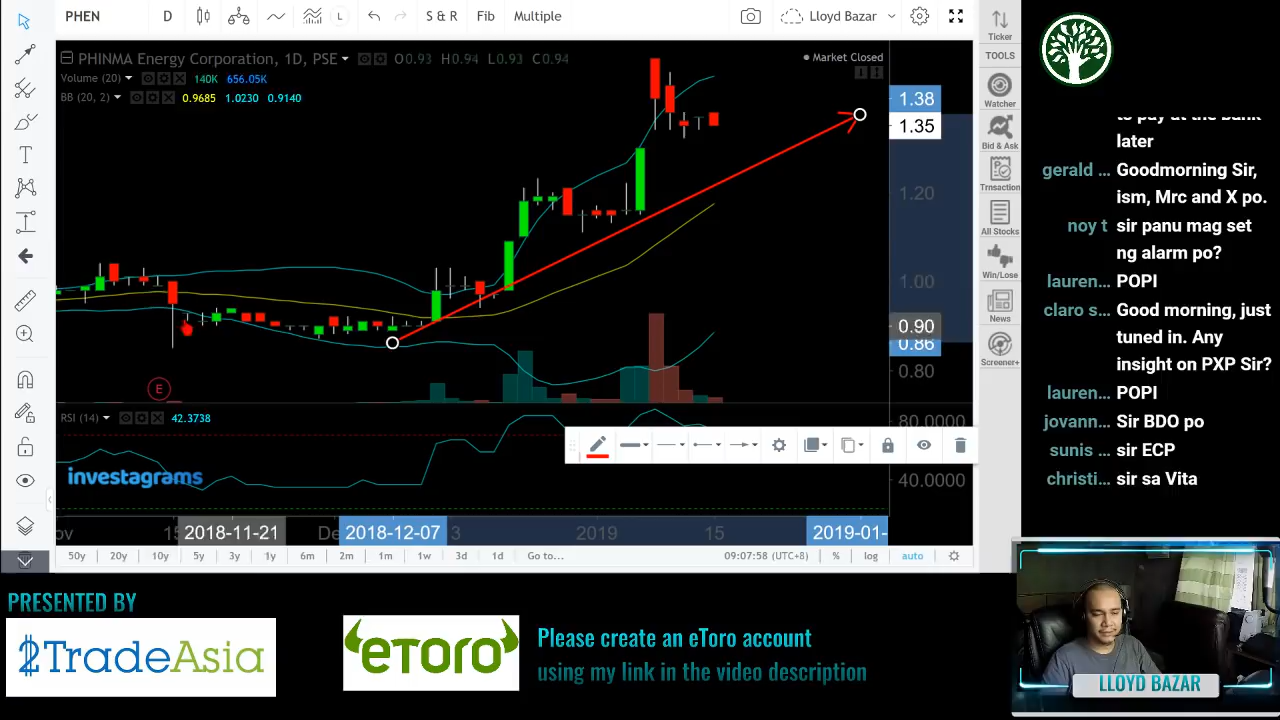 PHEN
D
L
S & R
Fib
Multiple
Lloyd Bazar
Ticker
TOOLS
Watcher
Bid & Ask
Trnsaction
All Stocks
Win/Lose
News
Screener+
PHINMA Energy Corporation, 1D, PSE
O0.93 H0.94 L0.93 C0.94
Market Closed
Volume (20)
140K 656.05K
BB (20, 2)
0.9685 1.0230 0.9140
1.38
1.35
1.20
1.00
0.90
0.86
0.80
E
RSI (14)
42.3738
80.0000
40.0000
investagrams
15
2018-11-21
2018-12-07
3
2019
15
2019-01-
50y 20y 10y 5y 3y 1y 6m 2m 1m 1w 3d 1d Go to...
09:07:58 (UTC+8)
%
log
auto
to pay at the bank
later
gerald ... Goodmorning Sir,
ism, Mrc and X po.
noy t sir panu mag set
ng alarm po?
lauren... POPI
claro s... Good morning, just
tuned in. Any
insight on PXP Sir?
lauren... POPI
jovann... Sir BDO po
sunis ... sir ECP
christi... sir sa Vita
PRESENTED BY
2TradeAsia
eToro
Please create an eToro account
using my link in the video description
LLOYD BAZAR